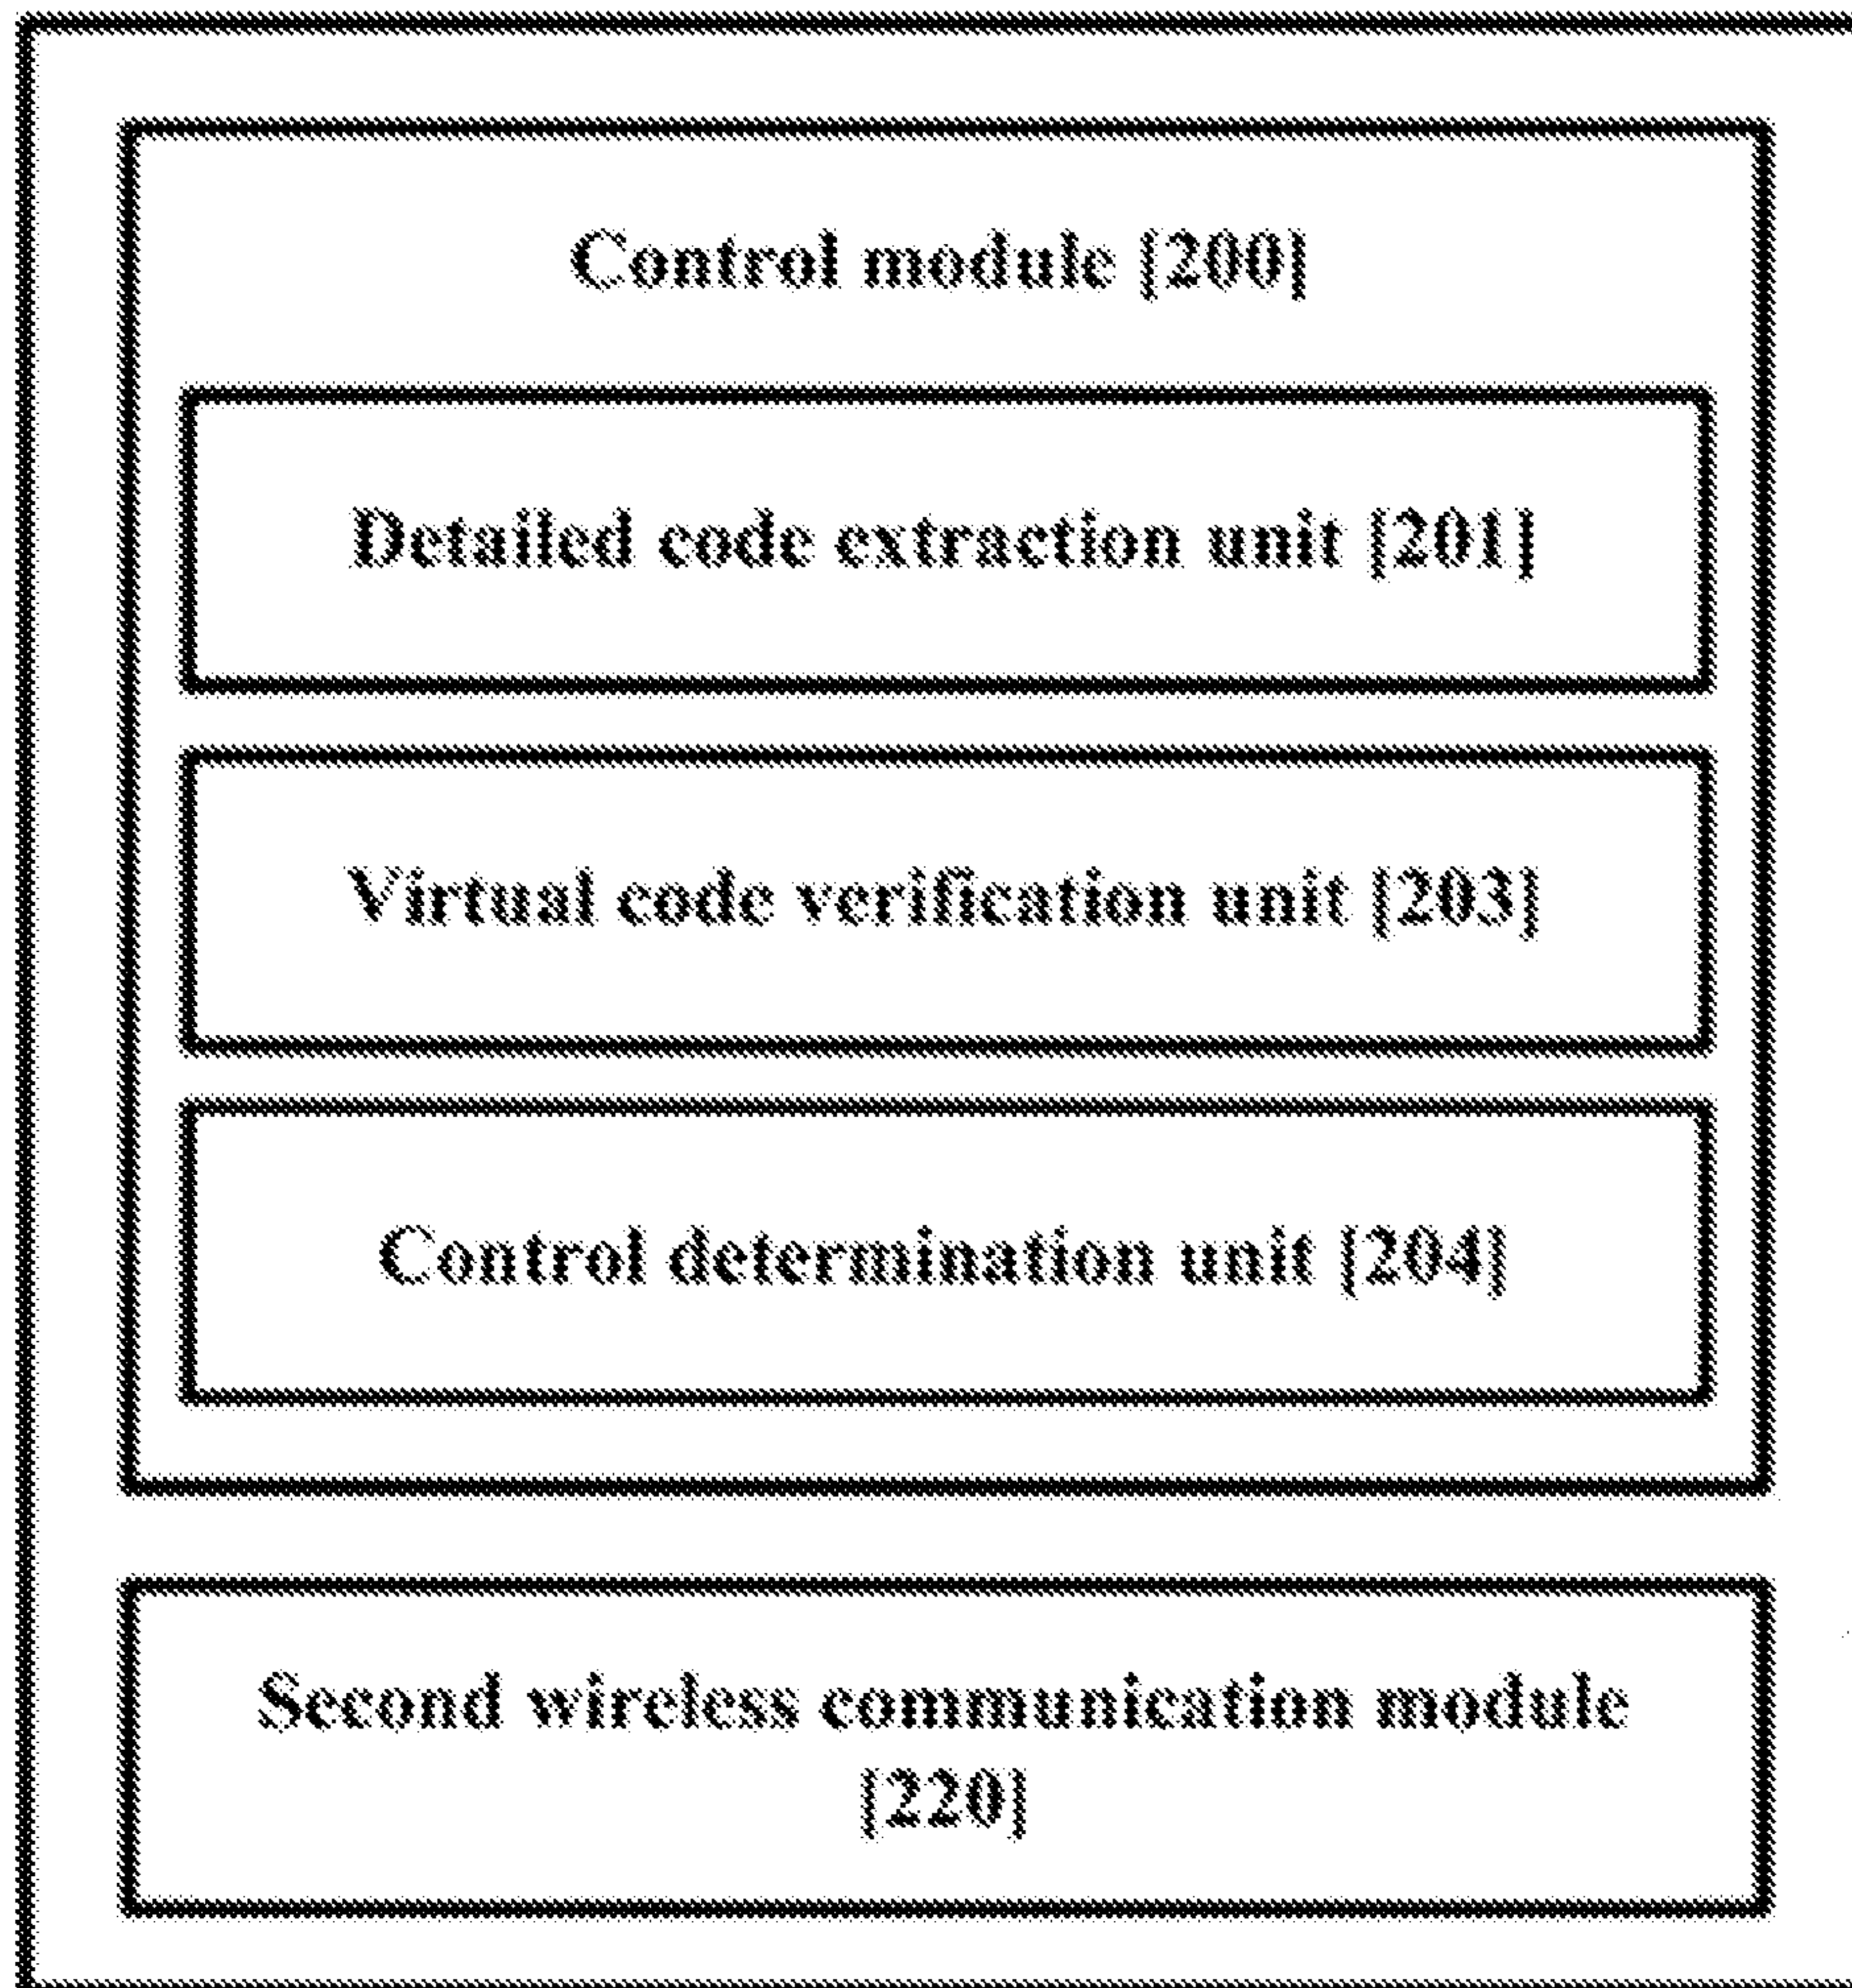 Control module [200]
Detailed code extraction unit [201]
Virtual code verification unit [203]
Control determination unit [204]
Second wireless communication module
[220]